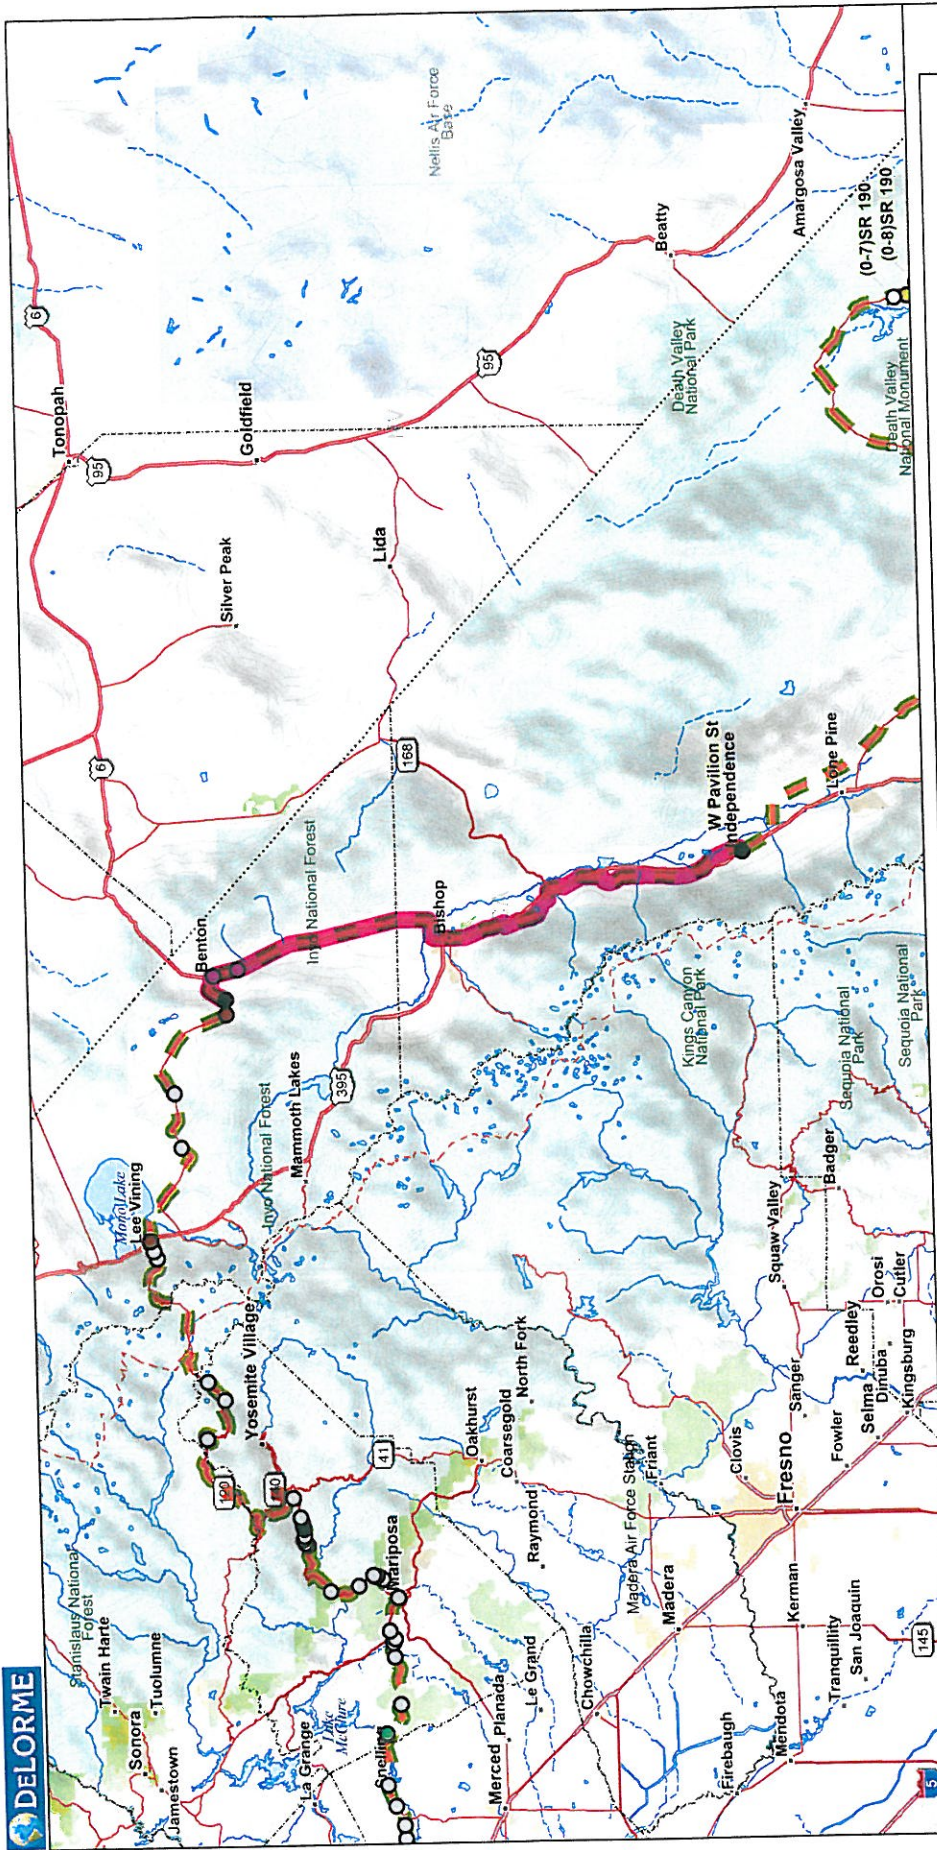 DELORME
Stanislaus National
Forest
Twain Harte
Tuolumne
Sonora
Jamestown
La Grange
Lake
McClure
Snelling
Merced
Planada
Le Grand
Chowchilla
Firebaugh
Mendota
Tranquillity
San Joaquin
145
5
Kerman
Madera
Madera Air Force Station
Friant
Raymond
Mariposa
Coarsegold
Oakhurst
North Fork
41
140
Yosemite Village
Clovis
Fresno
Fowler
Sanger
Selma
Reedley
Dinuba
Kingsburg
Orosi
Cutler
Squaw Valley
Badger
Mono Lake
Lee Vining
Inyo National Forest
Mammoth Lakes
395
Kings Canyon
National Park
Sequoia National
Park
Sequoia National
Park
Benton
Inyo National Forest
Bishop
168
W Pavilion St
Independence
Lone Pine
6
Silver Peak
Lida
Tonopah
95
Goldfield
6
95
NV
Nellis Air Force
Base
Beatty
Amargosa Valley
Death Valley
National Park
Death Valley
National Monument
(0-7)SR 190
(0-8)SR 190